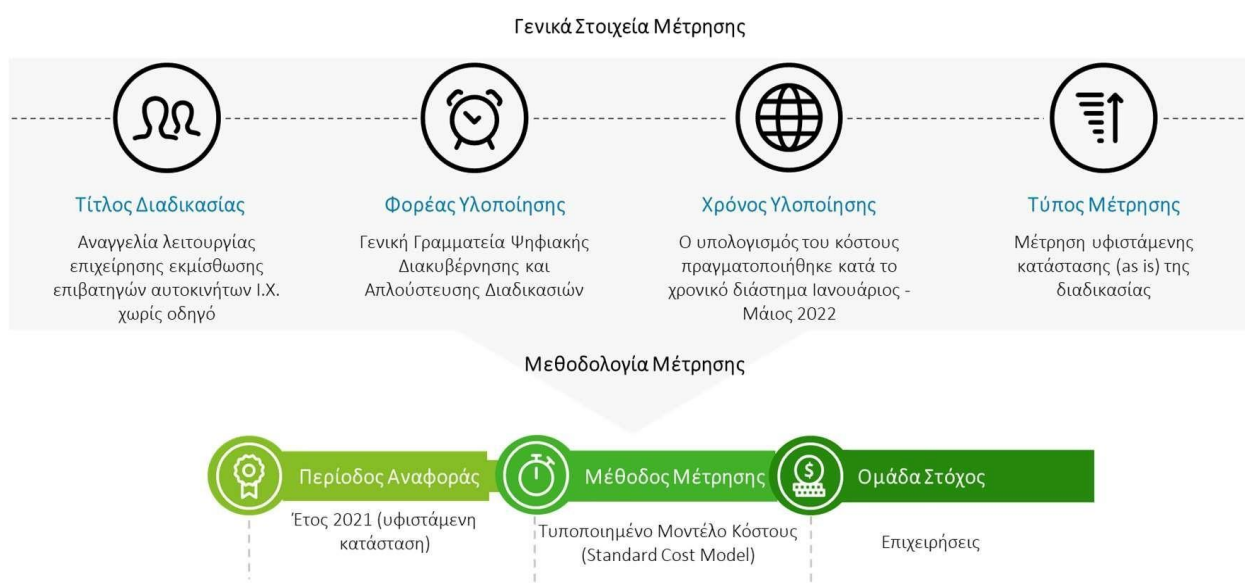 Γενικά Στοιχεία Μέτρησης
Τίτλος Διαδικασίας
Αναγγελία λειτουργίας
επιχείρησης εκμίσθωσης
επιβατηγών αυτοκινήτων Ι.Χ.
χωρίς οδηγό
Φορέας Υλοποίησης
Γενική Γραμματεία Ψηφιακής
Διακυβέρνησης και
Απλούστευσης Διαδικασιών
Χρόνος Υλοποίησης
Ο υπολογισμός του κόστους
πραγματοποιήθηκε κατά το
χρονικό διάστημα Ιανουάριος -
Μάιος 2022
Τύπος Μέτρησης
Μέτρηση υφιστάμενης
κατάστασης (as is) της
διαδικασίας
Μεθοδολογία Μέτρησης
Περίοδος Αναφοράς
Έτος 2021 (υφιστάμενη
κατάσταση)
Μέθοδος Μέτρησης
Τυποποιημένο Μοντέλο Κόστους
(Standard Cost Model)
$
Ομάδα Στόχος
Επιχειρήσεις